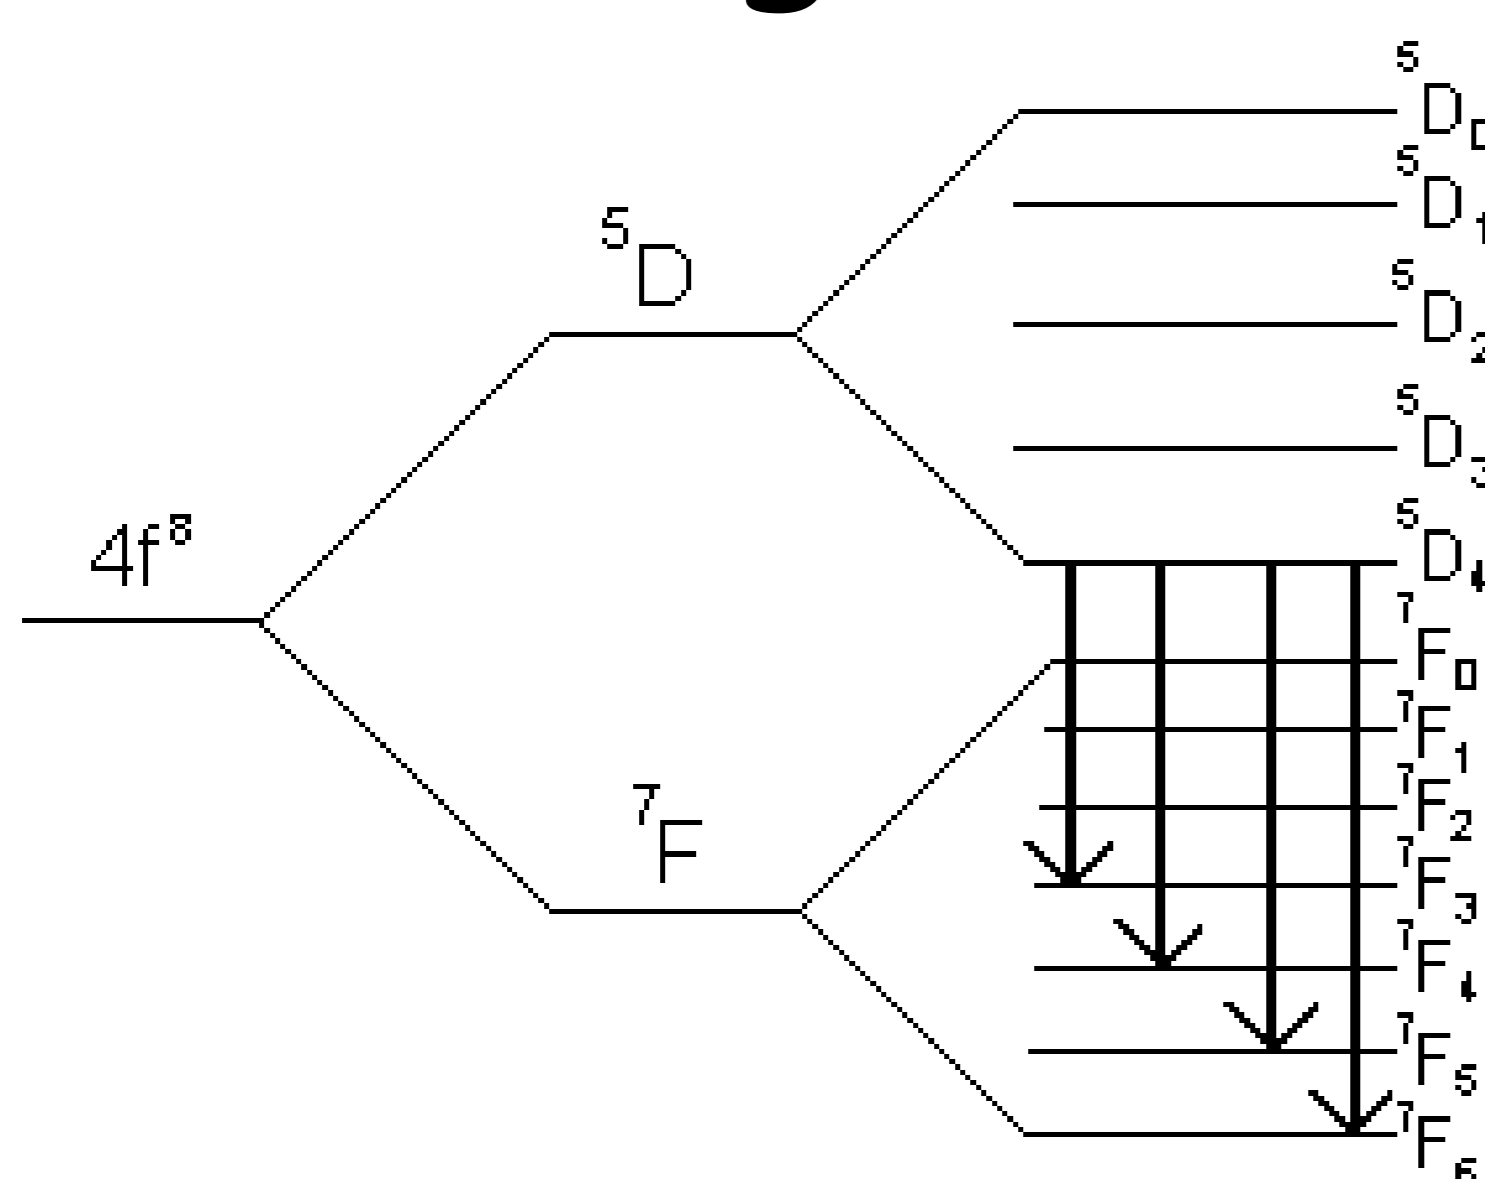 ⁵D₀
⁵D₁
⁵D
⁵D₂
⁵D₃
4f⁸
⁵D₄
⁷F₀
⁷F₁
⁷F₂
⁷F
⁷F₃
⁷F₄
⁷F₅
⁷F₆